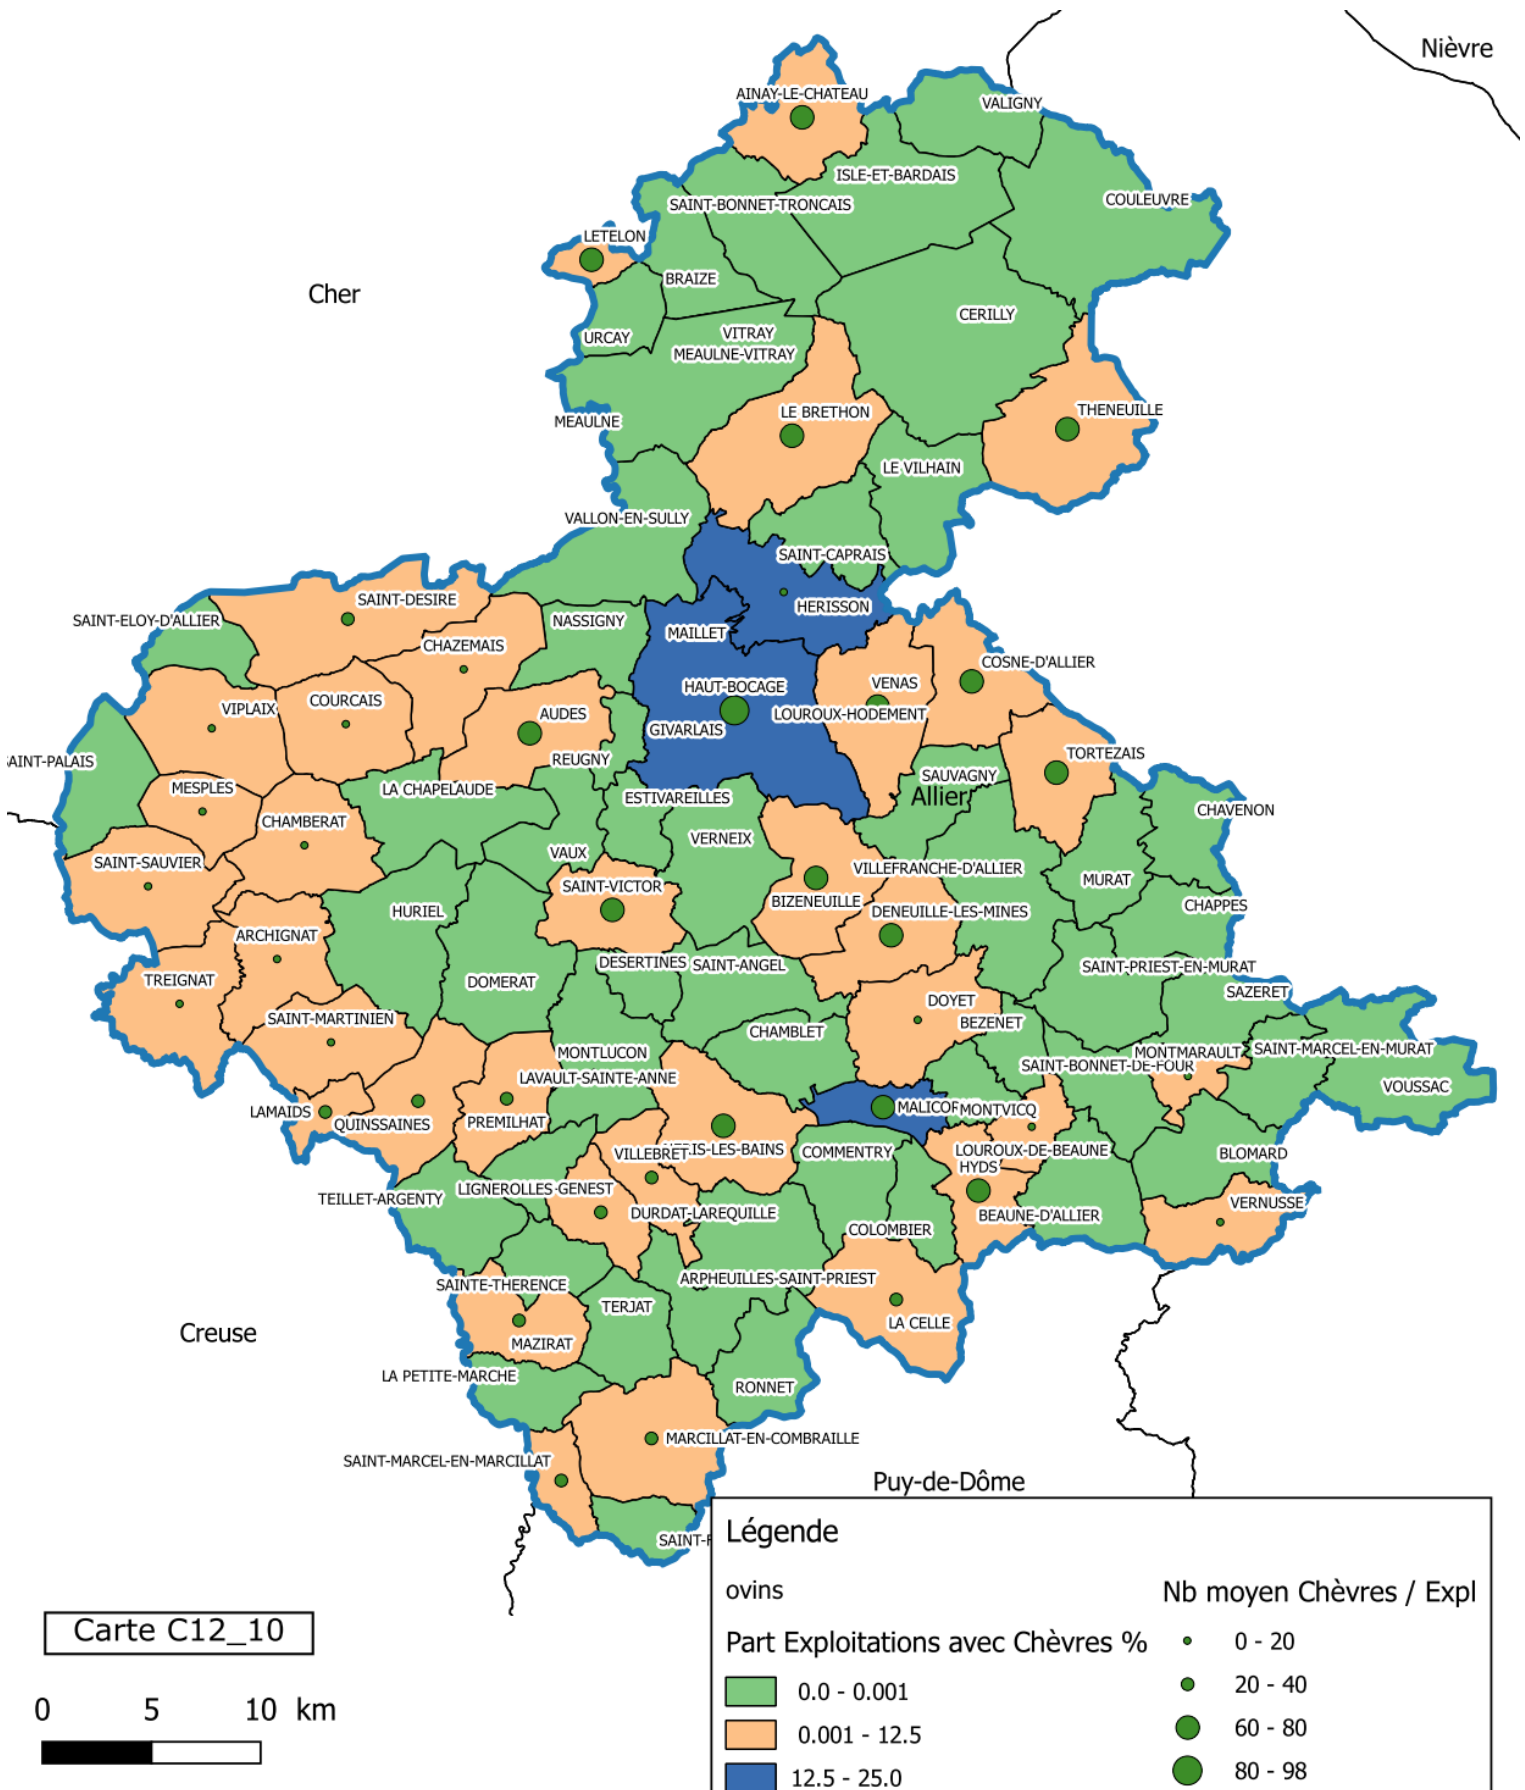 Nièvre
AINAY-LE-CHATEAU
VALIGNY
ISLE-ET-BARDAIS
COULEUVRE
SAINT-BONNET-TRONCAIS
LETELON
BRAIZE
Cher
CERILLY
URCAY
VITRAY
MEAULNE-VITRAY
LE BRETHON
THENEUILLE
MEAULNE
LE VILHAIN
VALLON-EN-SULLY
SAINT-CAPRAIS
SAINT-DESIRE
HERISSON
SAINT-ELOY-D'ALLIER
NASSIGNY
MAILLET
CHAZEMAIS
COSNE-D'ALLIER
VENAS
HAUT-BOCAGE
COURCAIS
VIPLAIX
AUDES
LOUROUX-HODEMENT
GIVARLAIS
TORTEZAIS
REUGNY
AINT-PALAIS
SAUVAGNY
MESPLES
LA CHAPELAUDE
ESTIVAREILLES
Allier
CHAVENON
CHAMBERAT
VERNEIX
VAUX
SAINT-SAUVIER
VILLEFRANCHE-D'ALLIER
MURAT
SAINT-VICTOR
BIZENEUILLE
CHAPPES
HURIEL
DENEUILLE-LES-MINES
ARCHIGNAT
DESERTINES
SAINT-ANGEL
SAINT-PRIEST-EN-MURAT
TREIGNAT
DOMERAT
SAZERET
DOYET
SAINT-MARTINIEN
BEZENET
CHAMBLET
MONTLUCON
MONTMARAULT
SAINT-MARCEL-EN-MURAT
SAINT-BONNET-DE-FOUR
LAVAULT-SAINTE-ANNE
VOUSSAC
LAMAIDS
MALICOR
MONTVICQ
QUINSSAINES
PREMILHAT
VILLEBRET
IS-LES-BAINS
COMMENTRY
LOUROUX-DE-BEAUNE
BLOMARD
HYDS
LIGNEROLLES
-GENEST
TEILLET-ARGENTY
VERNUSSE
DURDAT-LAREQUILLE
BEAUNE-D'ALLIER
COLOMBIER
ARPHEUILLES-SAINT-PRIEST
SAINTE-THERENCE
TERJAT
LA CELLE
Creuse
MAZIRAT
LA PETITE-MARCHE
RONNET
MARCILLAT-EN-COMBRAILLE
SAINT-MARCEL-EN-MARCILLAT
Puy-de-Dôme
SAINT-F
Légende
ovins
Part Exploitations avec Chèvres %
0.0 - 0.001
0.001 - 12.5
12.5 - 25.0
Nb moyen Chèvres / Expl
0 - 20
20 - 40
60 - 80
80 - 98
Carte C12_10
0 5 10 km